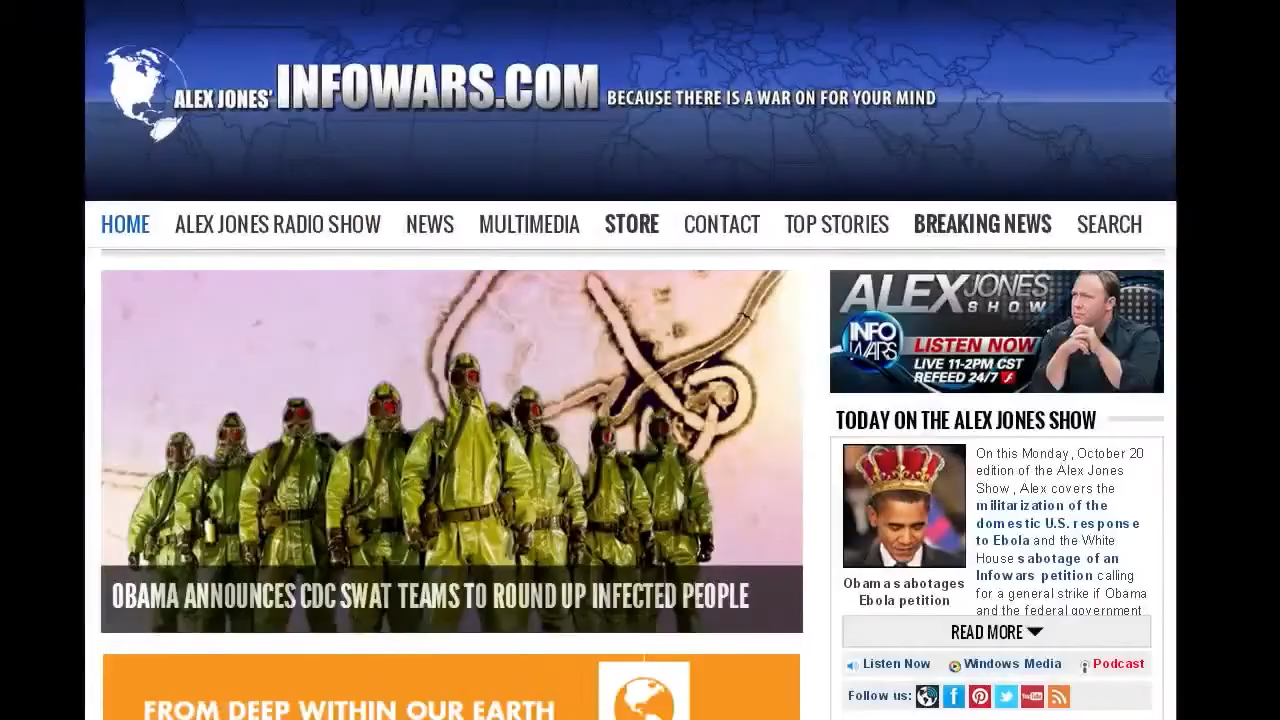 ALEX JONES' INFOWARS.COM BECAUSE THERE IS A WAR ON FOR YOUR MIND
HOME ALEX JONES RADIO SHOW NEWS MULTIMEDIA STORE CONTACT TOP STORIES BREAKING NEWS SEARCH
OBAMA ANNOUNCES CDC SWAT TEAMS TO ROUND UP INFECTED PEOPLE
FROM DEEP WITHIN OUR EARTH
ALEX JONES
SHOW
INFO
WARS
LISTEN NOW
LIVE 11-2PM CST
REFEED 24/7
TODAY ON THE ALEX JONES SHOW
Obama sabotages
Ebola petition
On this Monday, October 20
edition of the Alex Jones
Show, Alex covers the
militarization of the
domestic U.S. response
to Ebola and the White
House sabotage of an
Infowars petition calling
for a general strike if Obama
and the federal government
READ MORE
Listen Now Windows Media Podcast
Follow us: